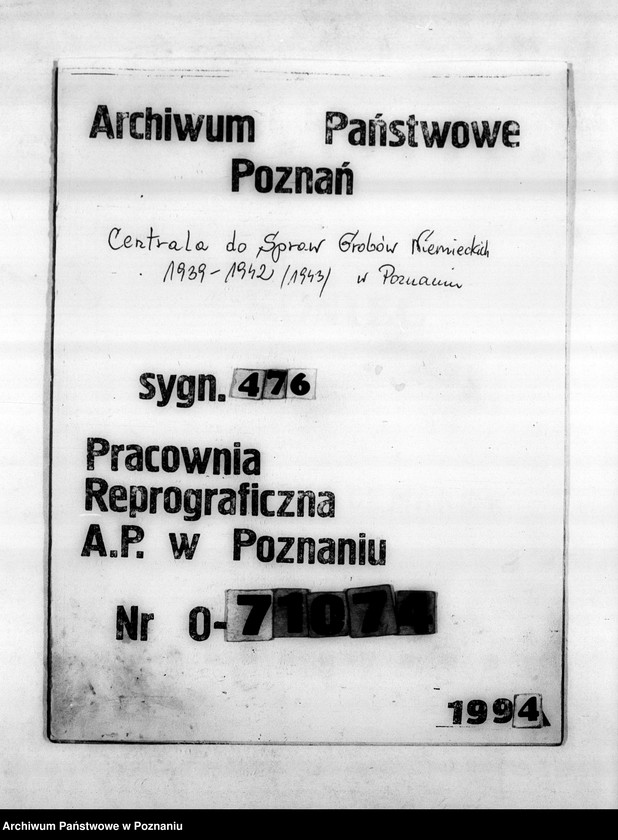 Archiwum Państwowe
Poznań
Centrala do Spraw Grobów Niemieckich
1939-1942 /1943/ w Poznaniu
sygn. 476
Pracownia
Reprograficzna
A.P. w Poznaniu
Nr O-71074
1994
Archiwum Państwowe w Poznaniu